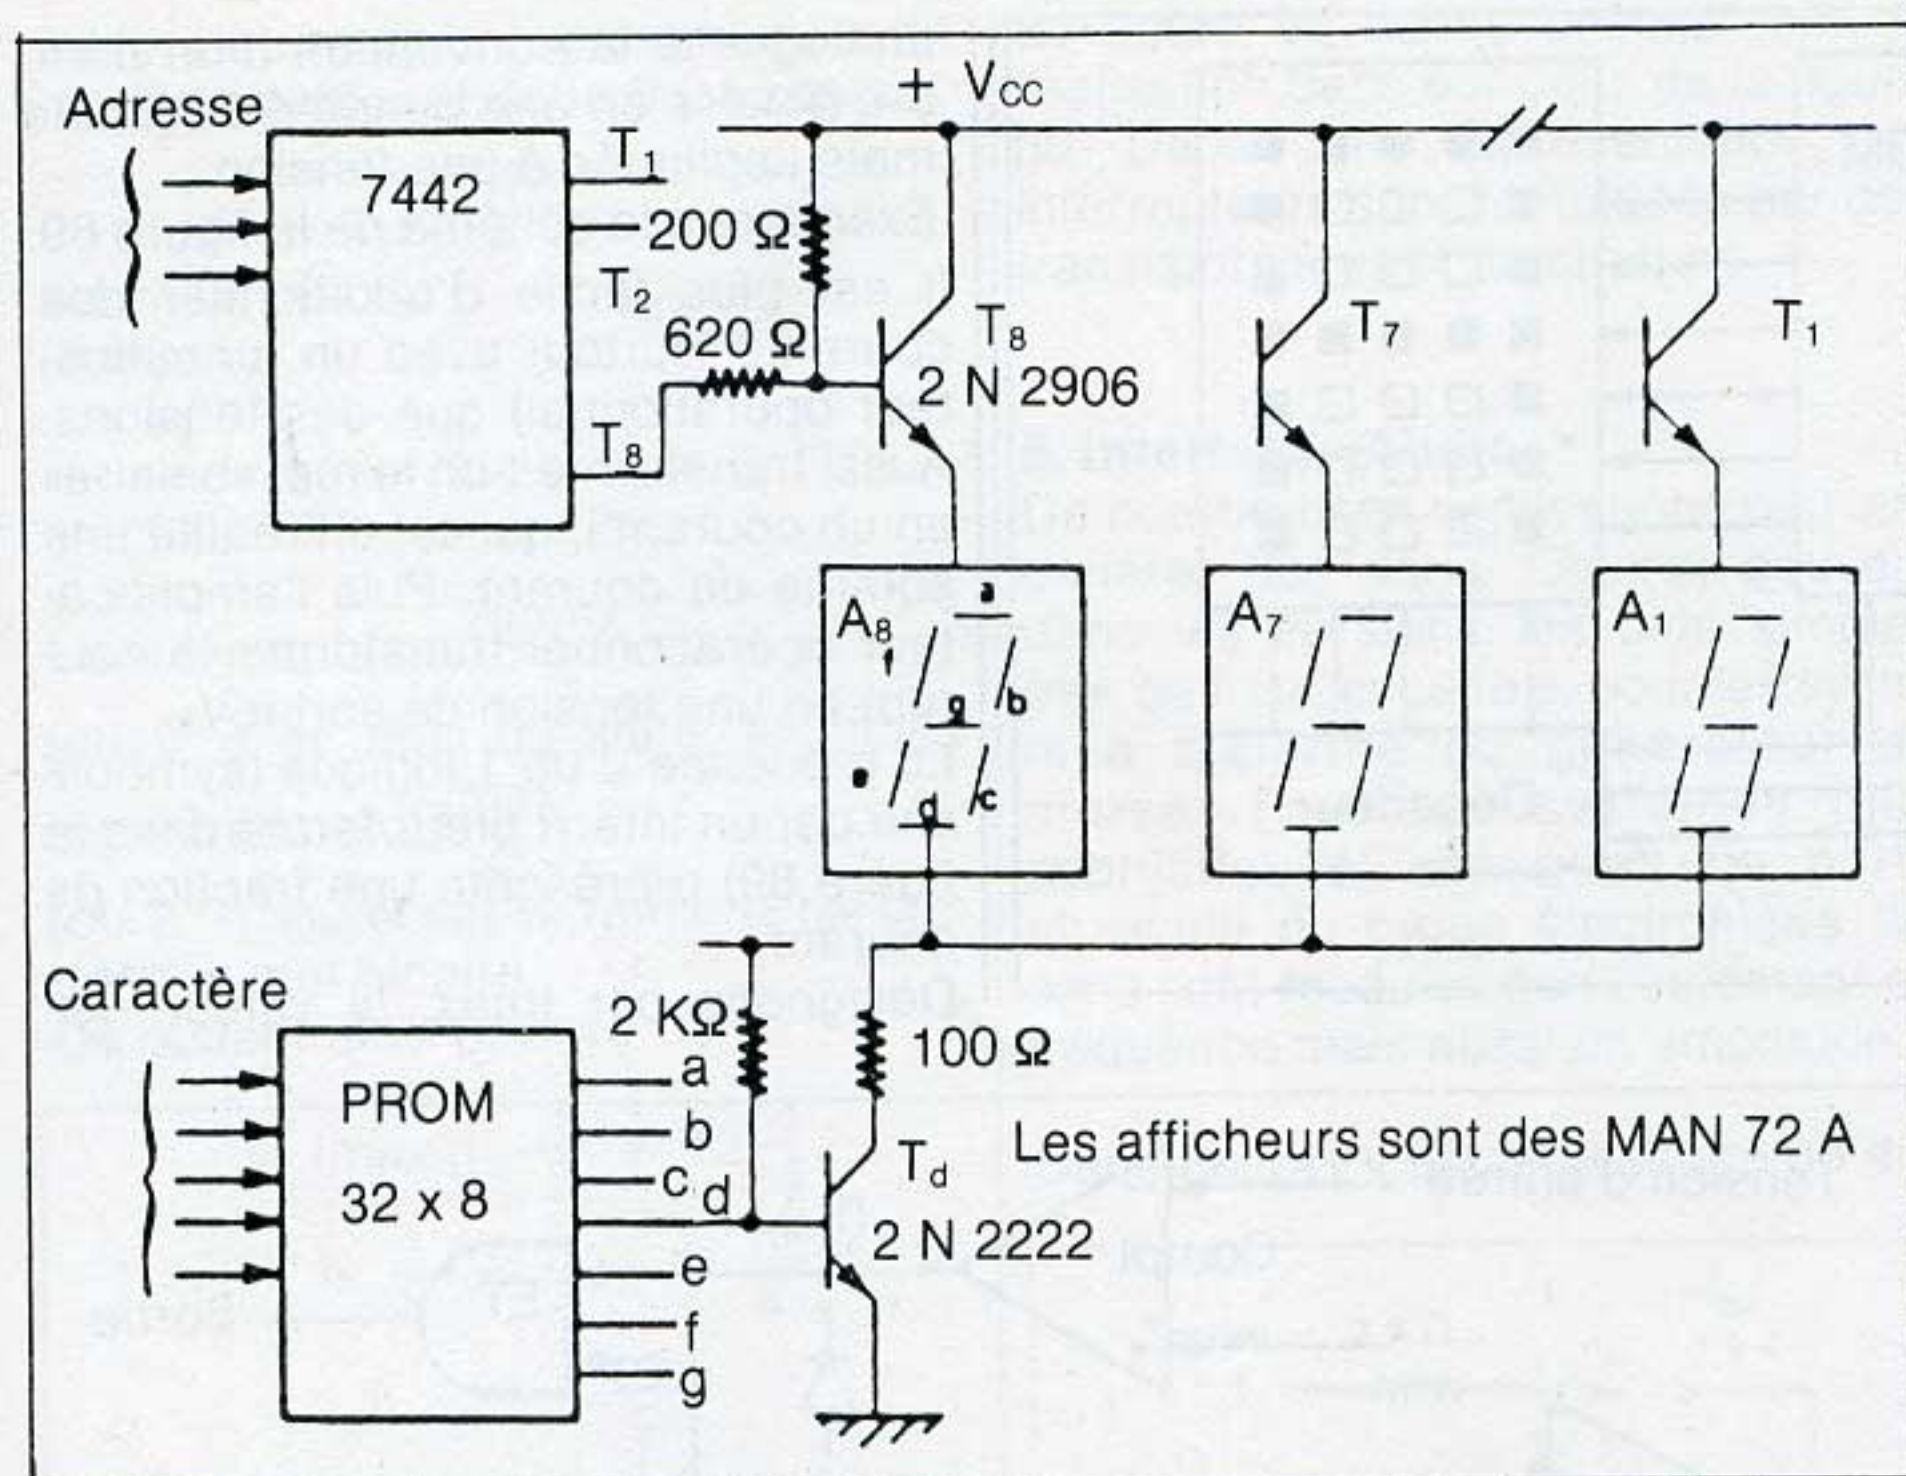 Adresse
+ Vcc
7442
T1
200 Ω
T2
620 Ω
T8
T8
2 N 2906
T7
T1
A8
a
f
g
b
e
d
c
A7
A1
Caractère
2 KΩ
100 Ω
PROM
32 x 8
a
b
c
d
e
f
g
Td
2 N 2222
Les afficheurs sont des MAN 72 A